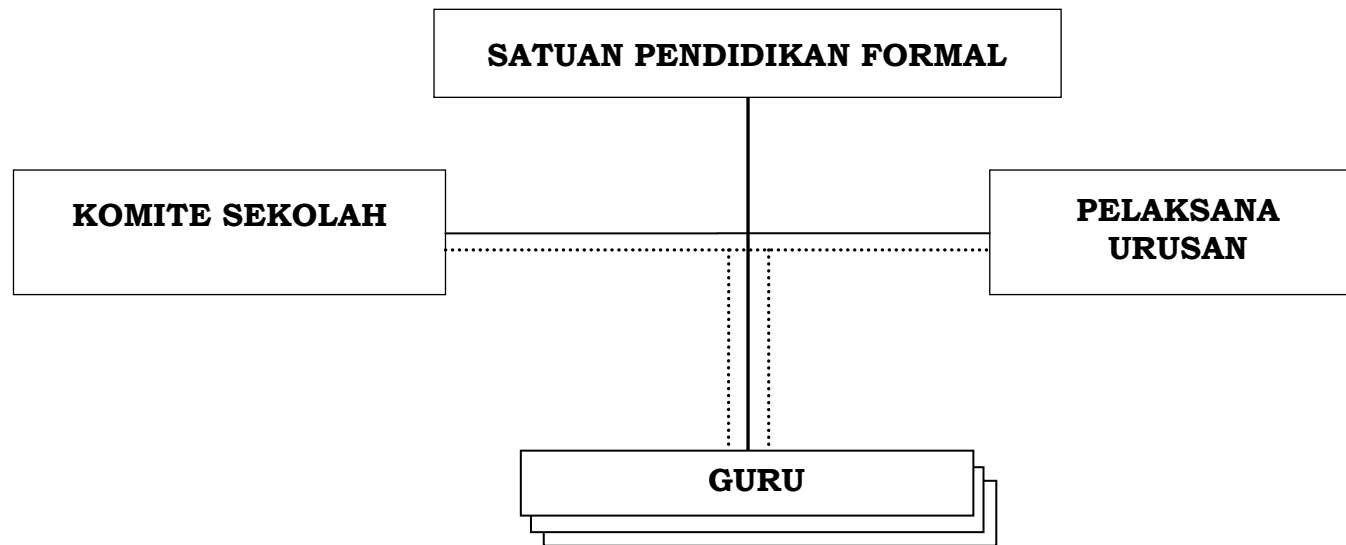 SATUAN PENDIDIKAN FORMAL
KOMITE SEKOLAH
PELAKSANA
URUSAN
GURU